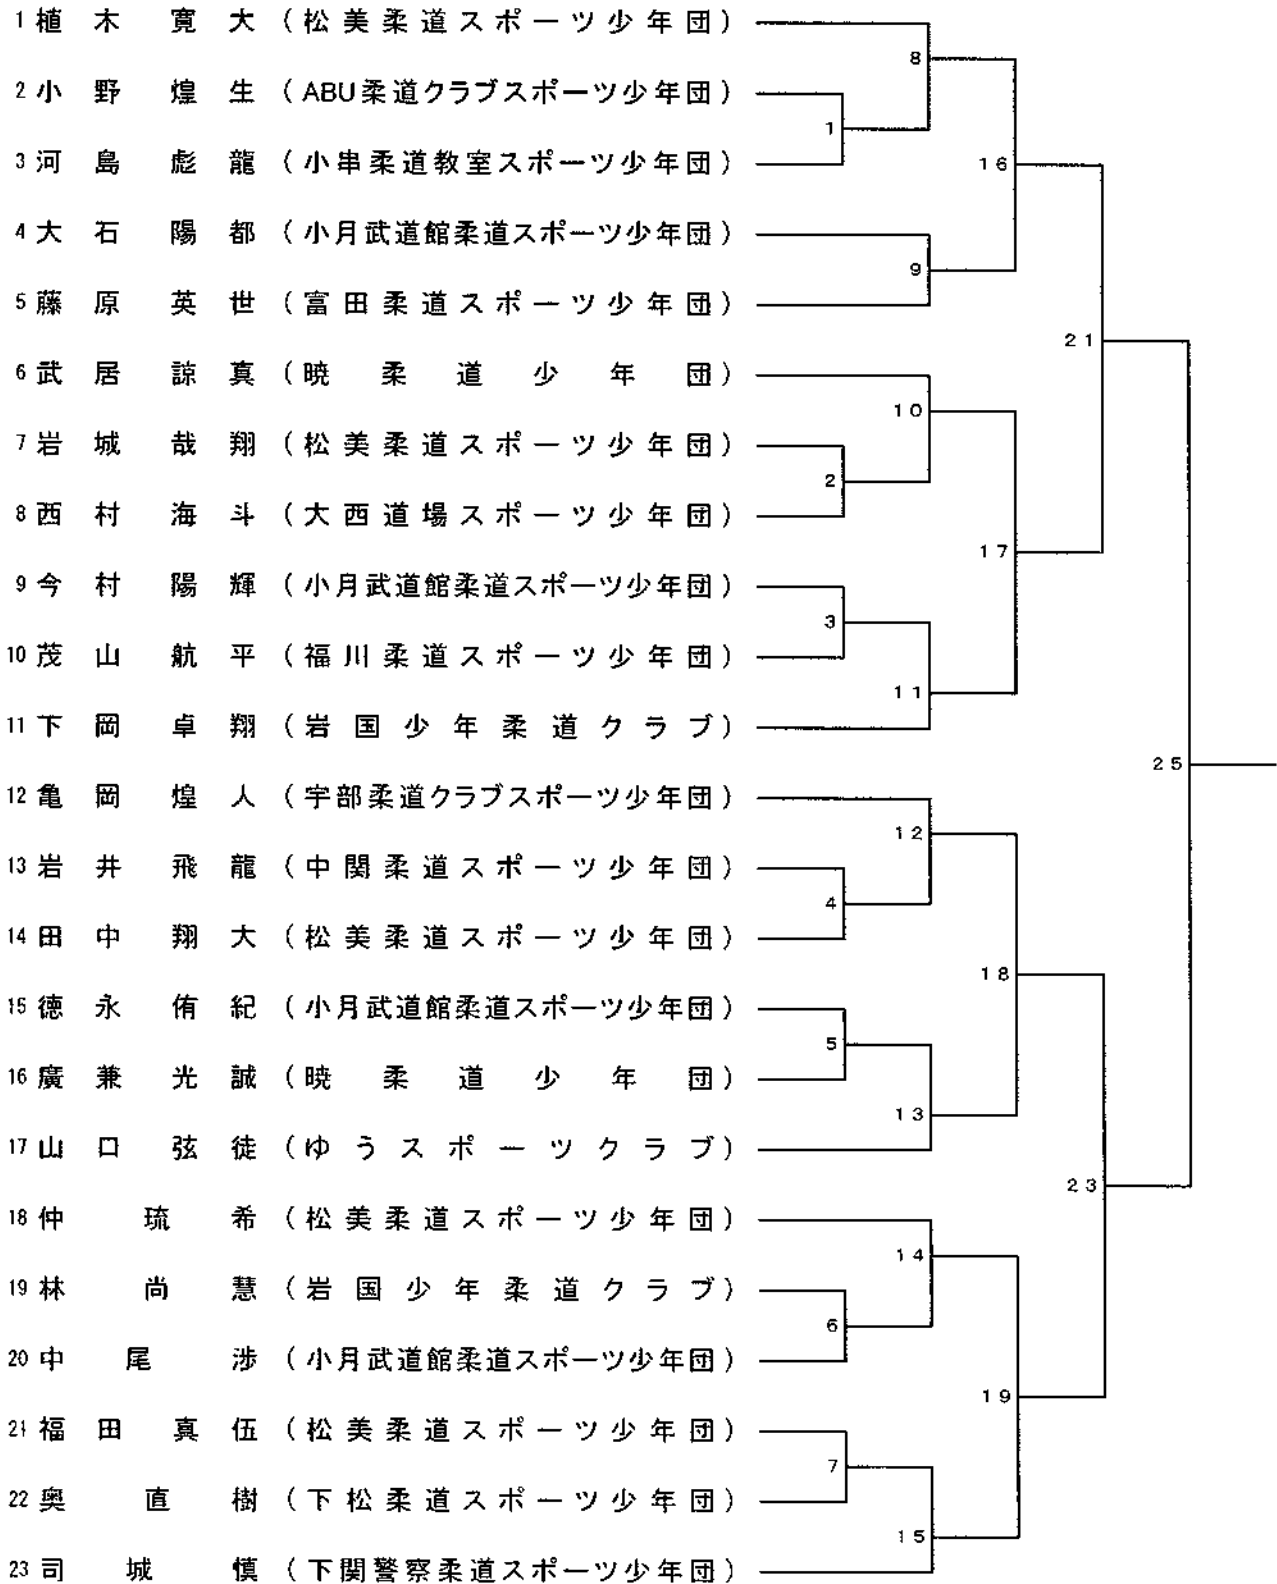 1 植木 寛大 (松美柔道スポーツ少年団)
8
2 小野 煌生 (ABU柔道クラブスポーツ少年団)
1
3 河島 彪龍 (小串柔道教室スポーツ少年団)
16
4 大石 陽都 (小月武道館柔道スポーツ少年団)
9
5 藤原 英世 (富田柔道スポーツ少年団)
21
6 武居 諒真 (暁柔道少年団)
10
7 岩城 哉翔 (松美柔道スポーツ少年団)
2
8 西村 海斗 (大西道場スポーツ少年団)
17
9 今村 陽輝 (小月武道館柔道スポーツ少年団)
3
10 茂山 航平 (福川柔道スポーツ少年団)
11
11 下岡 卓翔 (岩国少年柔道クラブ)
25
12 亀岡 煌人 (宇部柔道クラブスポーツ少年団)
12
13 岩井 飛龍 (中関柔道スポーツ少年団)
4
14 田中 翔大 (松美柔道スポーツ少年団)
18
15 徳永 侑紀 (小月武道館柔道スポーツ少年団)
5
16 廣兼 光誠 (暁柔道少年団)
13
17 山口 弦徒 (ゆうスポーツクラブ)
23
18 仲 琉希 (松美柔道スポーツ少年団)
14
19 林 尚慧 (岩国少年柔道クラブ)
6
20 中尾 渉 (小月武道館柔道スポーツ少年団)
19
21 福田 真伍 (松美柔道スポーツ少年団)
7
22 奥 直樹 (下松柔道スポーツ少年団)
15
23 司城 慎 (下関警察柔道スポーツ少年団)